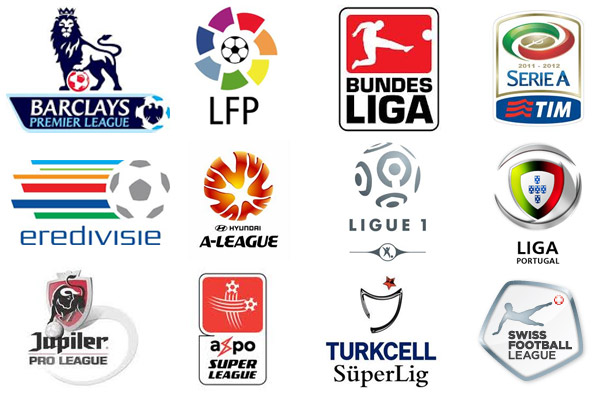 BARCLAYS
PREMIER LEAGUE
LFP
BUNDES
LIGA
2011 - 2012
SERIE A
TIM
eredivisie
HYUNDAI
A-LEAGUE
LIGUE 1
LIGA
PORTUGAL
Jupiler
PRO LEAGUE
axpo
SUPER
LEAGUE
TURKCELL
SüperLig
SWISS
FOOTBALL
LEAGUE